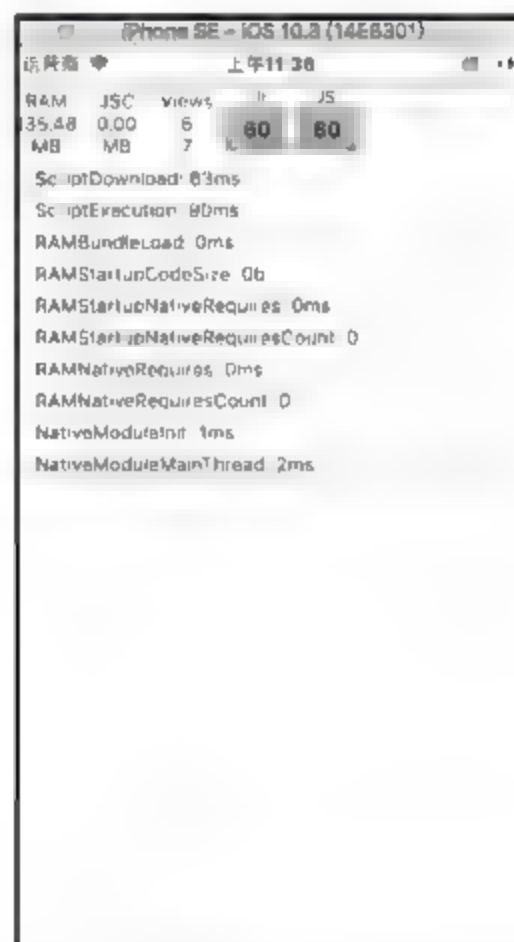 iPhone SE – iOS 10.3 (14E8301)
上午11:38
RAM JSC Views JS
135.48 0.00 6 60 60
MB MB 7
ScriptDownload: 63ms
ScriptExecution: 80ms
RAMBundleLoad: 0ms
RAMStartupCodeSize: 0b
RAMStartupNativeRequires: 0ms
RAMStartupNativeRequiresCount: 0
RAMNativeRequires: 0ms
RAMNativeRequiresCount: 0
NativeModuleInit: 1ms
NativeModuleMainThread: 2ms